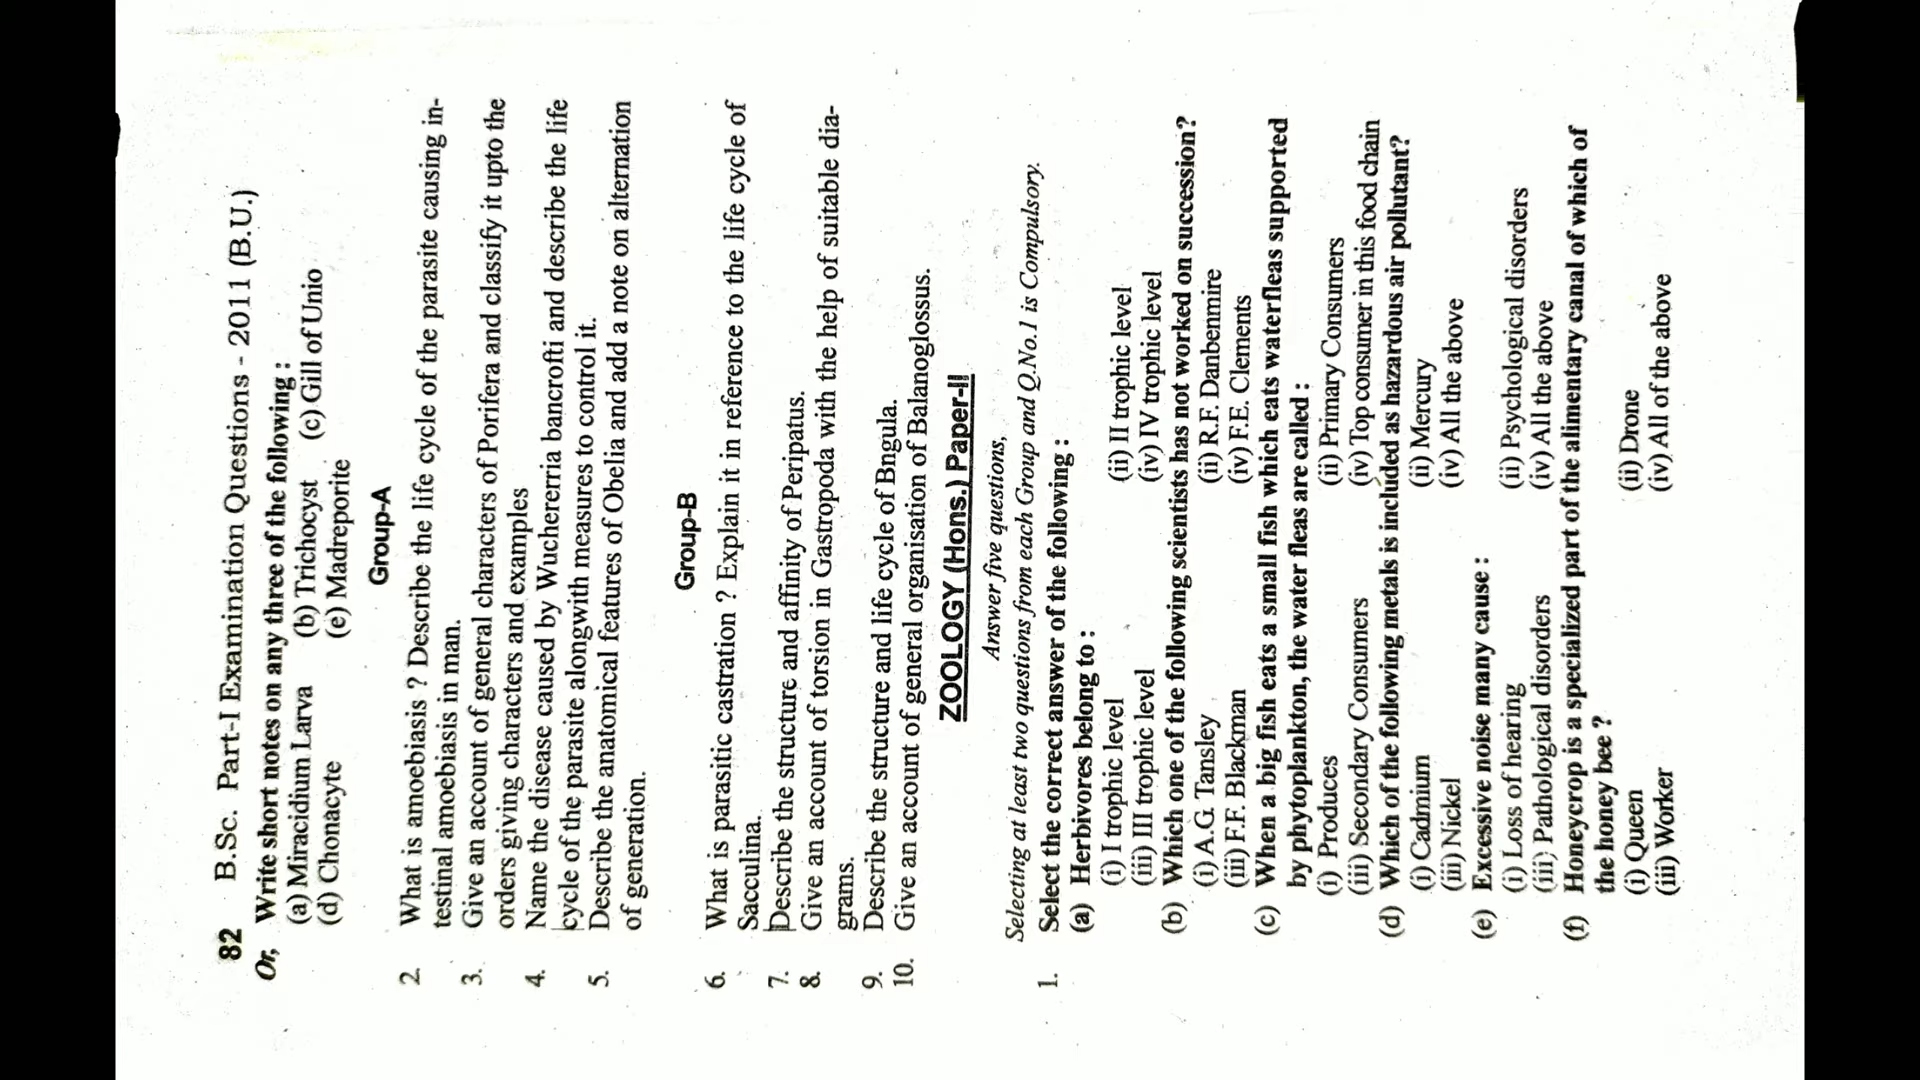 82 B.Sc. Part-I Examination Questions - 2011 (B.U.)
Or, Write short notes on any three of the following :
(a) Miracidium Larva (b) Trichocyst (c) Gill of Unio
(d) Chonacyte (e) Madreporite
Group-A
2. What is amoebiasis ? Describe the life cycle of the parasite causing in-
testinal amoebiasis in man.
3. Give an account of general characters of Porifera and classify it upto the
orders giving characters and examples
4. Name the disease caused by Wuchererria bancrofti and describe the life
cycle of the parasite alongwith measures to control it.
5. Describe the anatomical features of Obelia and add a note on alternation
of generation.
Group-B
6. What is parasitic castration ? Explain it in reference to the life cycle of
Sacculina.
7. Describe the structure and affinity of Peripatus.
8. Give an account of torsion in Gastropoda with the help of suitable dia-
grams.
9. Describe the structure and life cycle of Bngula.
10. Give an account of general organisation of Balanoglossus.
ZOOLOGY (Hons.) Paper-II
Answer five questions,
Selecting at least two questions from each Group and Q.No.1 is Compulsory.
1. Select the correct answer of the following :
(a) Herbivores belong to :
(i) I trophic level (ii) II trophic level
(iii) III trophic level (iv) IV trophic level
(b) Which one of the following scientists has not worked on succession?
(i) A.G. Tansley (ii) R.F. Danbenmire
(iii) F.F. Blackman (iv) F.E. Clements
(c) When a big fish eats a small fish which eats waterfleas supported
by phytoplankton, the water fleas are called :
(i) Produces (ii) Primary Consumers
(iii) Secondary Consumers (iv) Top consumer in this food chain
(d) Which of the following metals is included as hazardous air pollutant?
(i) Cadmium (ii) Mercury
(iii) Nickel (iv) All the above
(e) Excessive noise many cause :
(i) Loss of hearing (ii) Psychological disorders
(iii) Pathological disorders (iv) All the above
(f) Honeycrop is a specialized part of the alimentary canal of which of
the honey bee ?
(i) Queen (ii) Drone
(iii) Worker (iv) All of the above